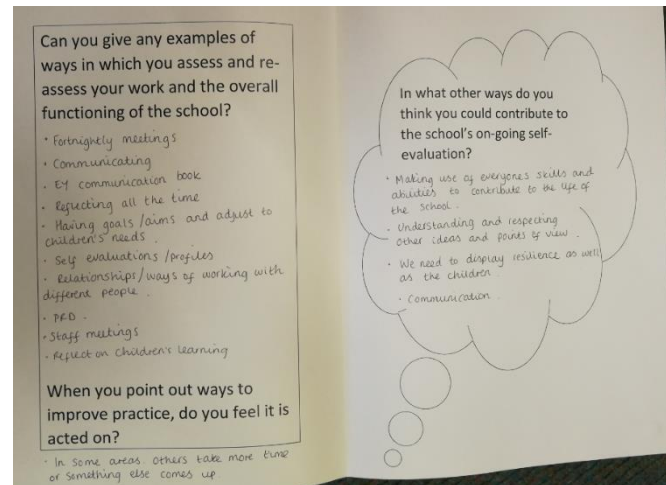 Can you give any examples of
ways in which you assess and re-
assess your work and the overall
functioning of the school?
· Fortnightly meetings
· Communicating
· EY communication book
· Reflecting all the time
· Having goals/aims and adjust to
children's needs.
· Self evaluations/profiles
· Relationships/ways of working with
different people.
· PRD.
· Staff meetings
· Reflect on children's learning
When you point out ways to
improve practice, do you feel it is
acted on?
· In some areas. Others take more time
or something else comes up.
In what other ways do you
think you could contribute to
the school's on-going self-
evaluation?
· Making use of everyones skills and
abilities to contribute to the life of
the school.
· Understanding and respecting
other ideas and points of view.
· We need to display resilience as well
as the children.
· Communication.